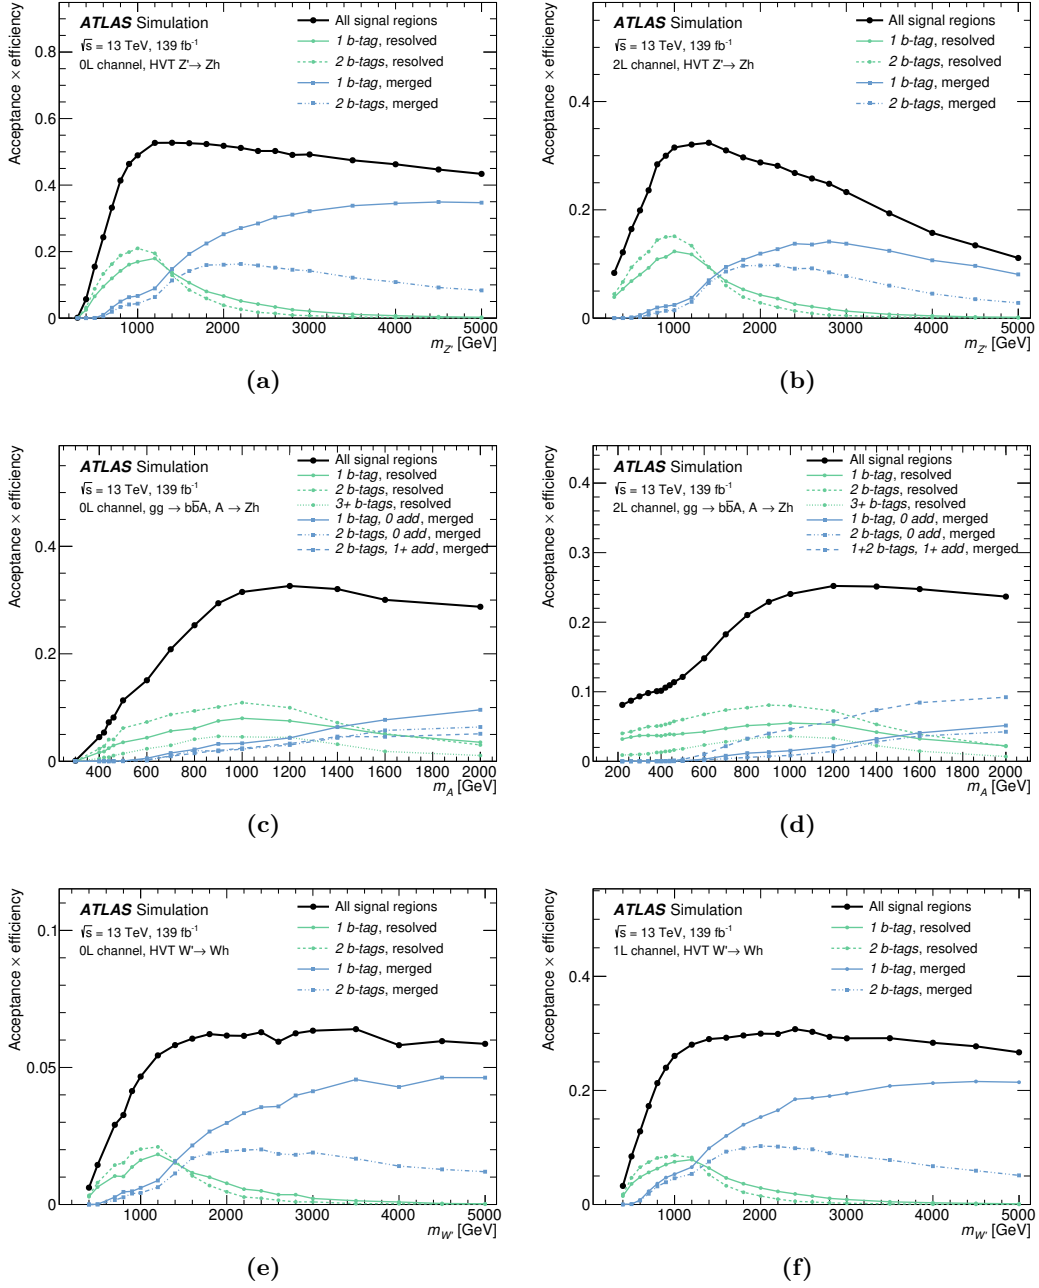 ATLAS Simulation
√s = 13 TeV, 139 fb⁻¹
0L channel, HVT Z' → Zh
All signal regions
1 b-tag, resolved
2 b-tags, resolved
1 b-tag, merged
2 b-tags, merged
Acceptance × efficiency
0.8
0.6
0.4
0.2
0
1000 2000 3000 4000 5000
m_Z' [GeV]
(a)
ATLAS Simulation
√s = 13 TeV, 139 fb⁻¹
2L channel, HVT Z' → Zh
All signal regions
1 b-tag, resolved
2 b-tags, resolved
1 b-tag, merged
2 b-tags, merged
Acceptance × efficiency
0.4
0.2
0
1000 2000 3000 4000 5000
m_Z' [GeV]
(b)
ATLAS Simulation
√s = 13 TeV, 139 fb⁻¹
0L channel, gg → bb̄A, A → Zh
All signal regions
1 b-tag, resolved
2 b-tags, resolved
3+ b-tags, resolved
1 b-tag, 0 add, merged
2 b-tags, 0 add, merged
2 b-tags, 1+ add, merged
Acceptance × efficiency
0.4
0.2
0
400 600 800 1000 1200 1400 1600 1800 2000
m_A [GeV]
(c)
ATLAS Simulation
√s = 13 TeV, 139 fb⁻¹
2L channel, gg → bb̄A, A → Zh
All signal regions
1 b-tag, resolved
2 b-tags, resolved
3+ b-tags, resolved
1 b-tag, 0 add, merged
2 b-tags, 0 add, merged
1+2 b-tags, 1+ add, merged
Acceptance × efficiency
0.4
0.3
0.2
0.1
0
200 400 600 800 1000 1200 1400 1600 1800 2000
m_A [GeV]
(d)
ATLAS Simulation
√s = 13 TeV, 139 fb⁻¹
0L channel, HVT W' → Wh
All signal regions
1 b-tag, resolved
2 b-tags, resolved
1 b-tag, merged
2 b-tags, merged
Acceptance × efficiency
0.1
0.05
0
1000 2000 3000 4000 5000
m_W' [GeV]
(e)
ATLAS Simulation
√s = 13 TeV, 139 fb⁻¹
1L channel, HVT W' → Wh
All signal regions
1 b-tag, resolved
2 b-tags, resolved
1 b-tag, merged
2 b-tags, merged
Acceptance × efficiency
0.4
0.2
0
1000 2000 3000 4000 5000
m_W' [GeV]
(f)